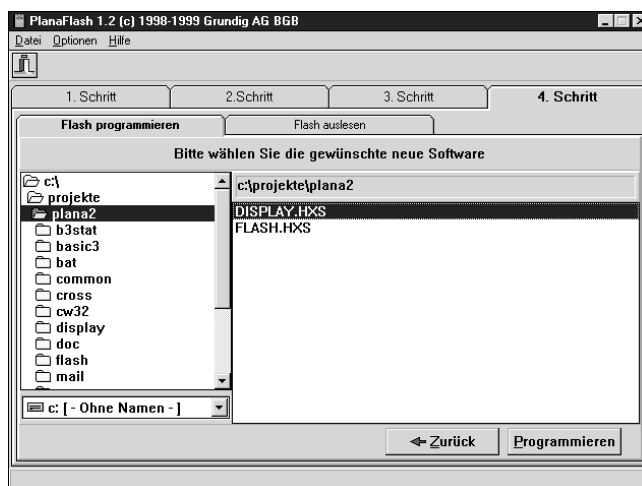 PlanaFlash 1.2 (c) 1998-1999 Grundig AG BGB
Datei Optionen Hilfe
1. Schritt 2.Schritt 3. Schritt 4. Schritt
Flash programmieren Flash auslesen
Bitte wählen Sie die gewünschte neue Software
c:\
projekte
plana2
b3stat
basic3
bat
common
cross
cw32
display
doc
flash
mail
c: [ - Ohne Namen - ]
c:\projekte\plana2
DISPLAY.HXS
FLASH.HXS
Zurück Programmieren